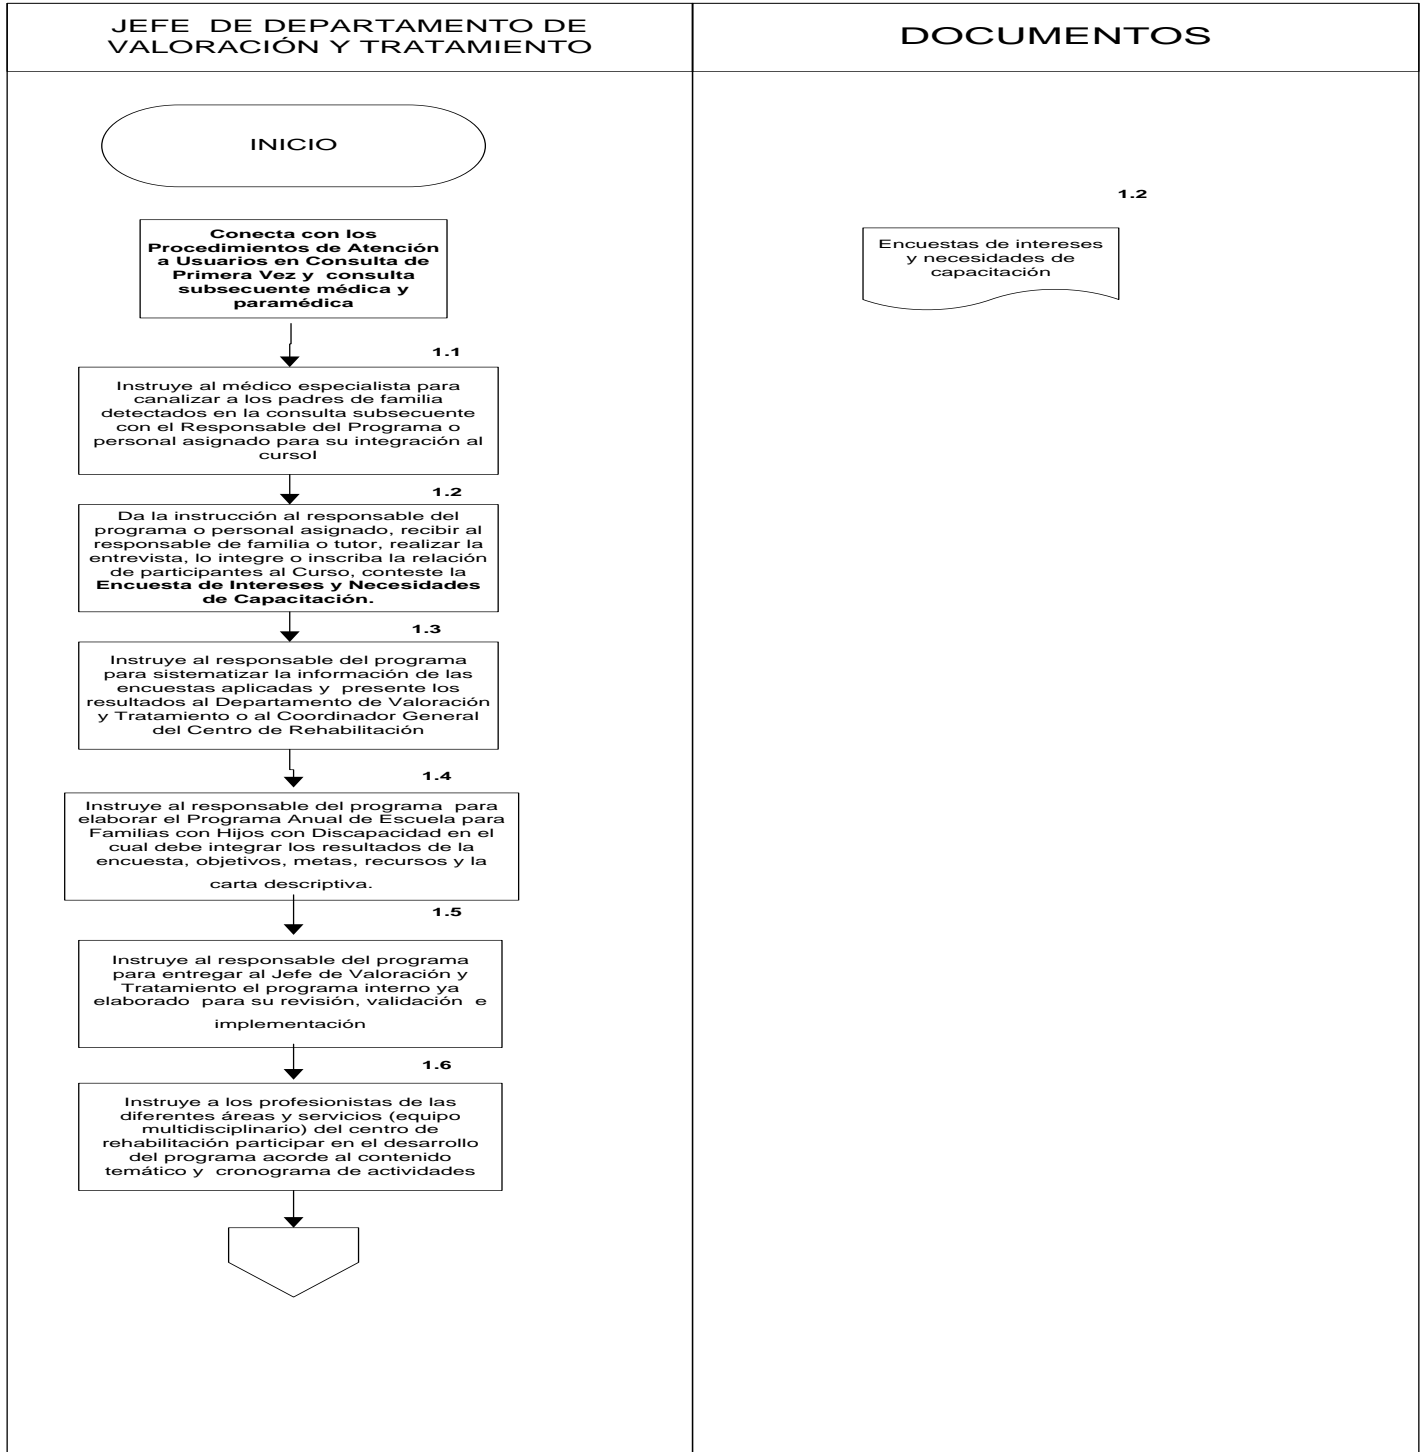 JEFE DE DEPARTAMENTO DE
VALORACIÓN Y TRATAMIENTO
DOCUMENTOS
INICIO
1.2
Conecta con los
Procedimientos de Atención
a Usuarios en Consulta de
Primera Vez y consulta
subsecuente médica y
paramédica
Encuestas de intereses
y necesidades de
capacitación
1.1
Instruye al médico especialista para
canalizar a los padres de familia
detectados en la consulta subsecuente
con el Responsable del Programa o
personal asignado para su integración al
cursol
1.2
Da la instrucción al responsable del
programa o personal asignado, recibir al
responsable de familia o tutor, realizar la
entrevista, lo integre o inscriba la relación
de participantes al Curso, conteste la
Encuesta de Intereses y Necesidades
de Capacitación.
1.3
Instruye al responsable del programa
para sistematizar la información de las
encuestas aplicadas y presente los
resultados al Departamento de Valoración
y Tratamiento o al Coordinador General
del Centro de Rehabilitación
1.4
Instruye al responsable del programa para
elaborar el Programa Anual de Escuela para
Familias con Hijos con Discapacidad en el
cual debe integrar los resultados de la
encuesta, objetivos, metas, recursos y la
carta descriptiva.
1.5
Instruye al responsable del programa
para entregar al Jefe de Valoración y
Tratamiento el programa interno ya
elaborado para su revisión, validación e
implementación
1.6
Instruye a los profesionistas de las
diferentes áreas y servicios (equipo
multidisciplinario) del centro de
rehabilitación participar en el desarrollo
del programa acorde al contenido
temático y cronograma de actividades